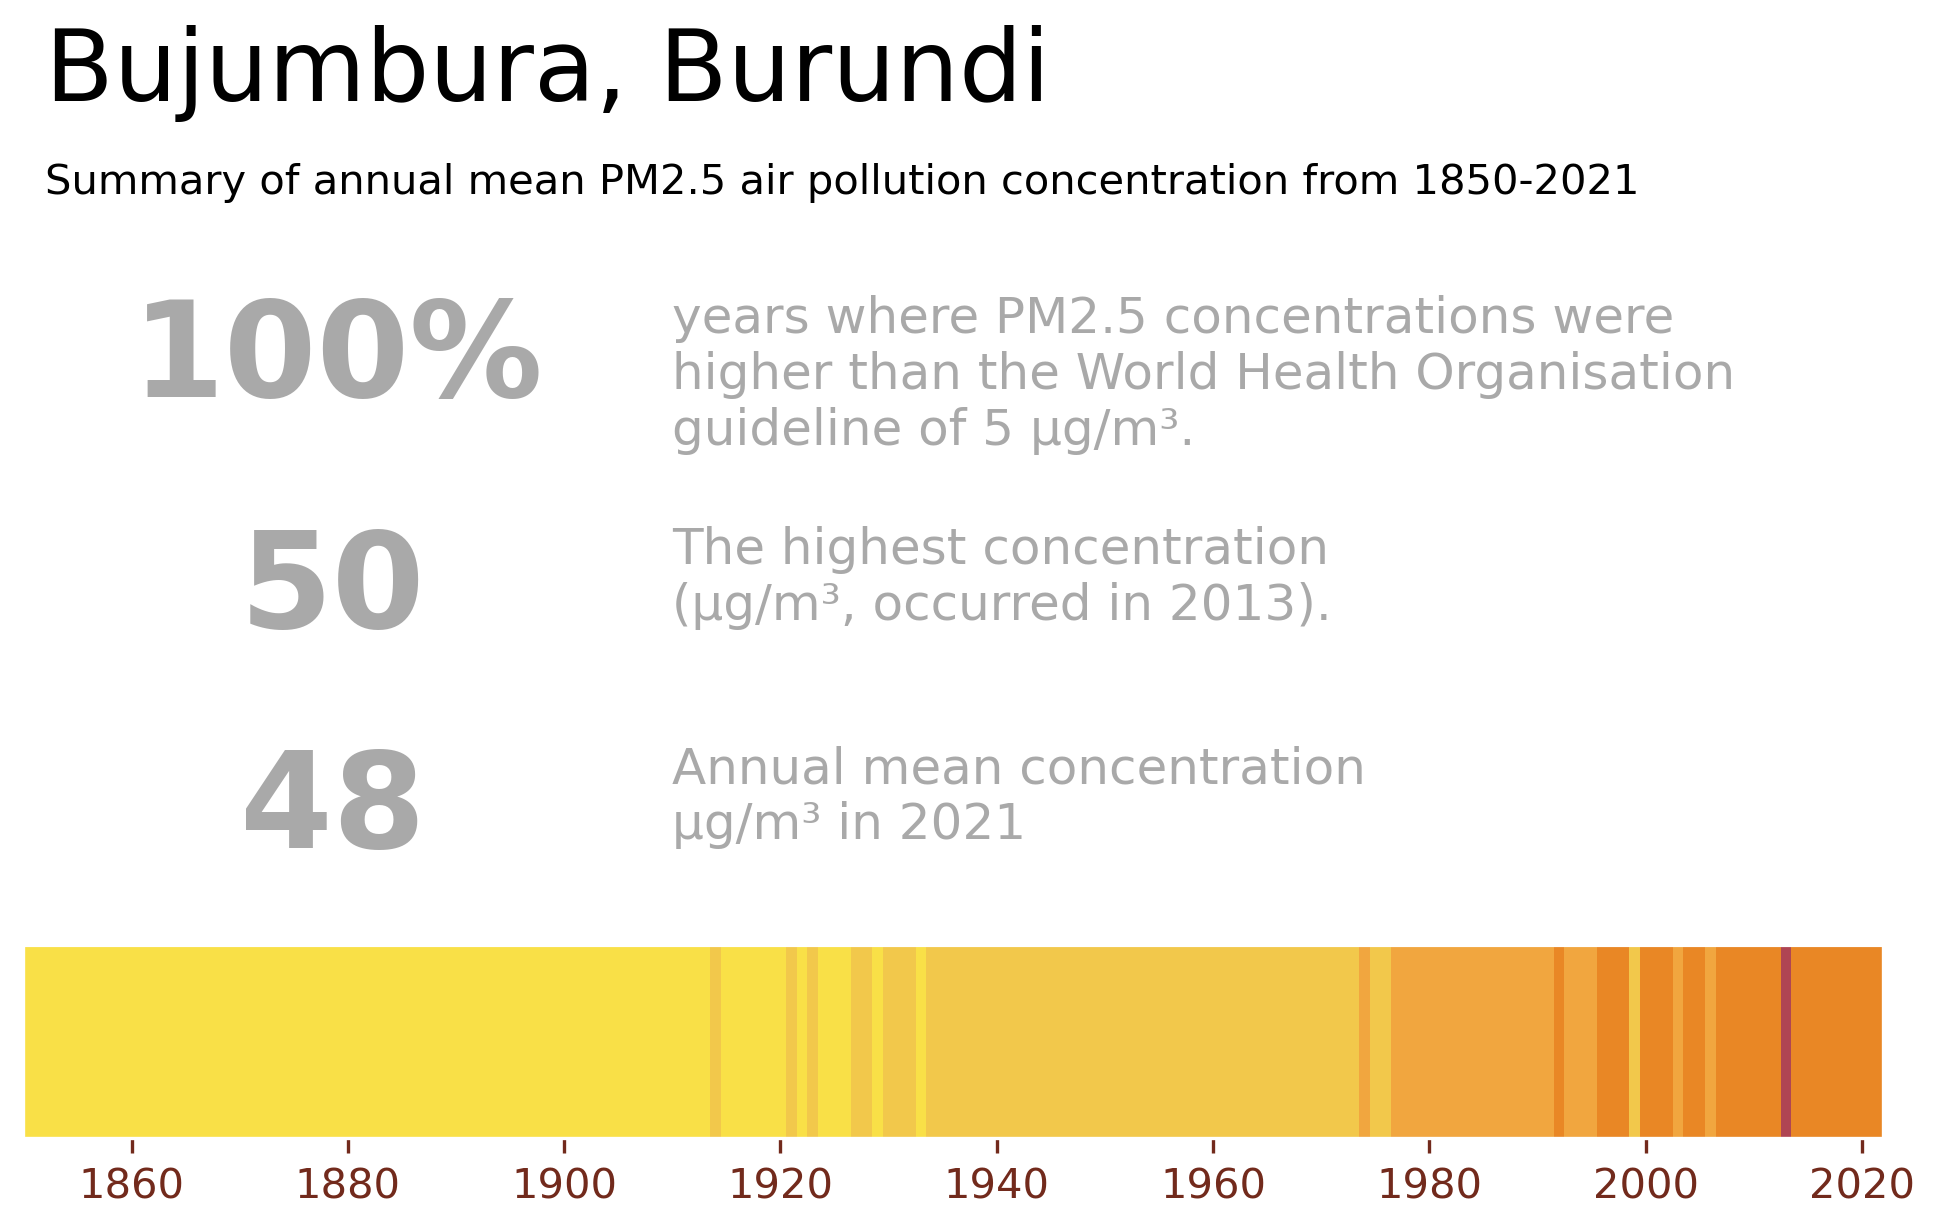 Bujumbura, Burundi
Summary of annual mean PM2.5 air pollution concentration from 1850-2021
100%
years where PM2.5 concentrations were
higher than the World Health Organisation
guideline of 5 µg/m³.
50
The highest concentration
(µg/m³, occurred in 2013).
48
Annual mean concentration
µg/m³ in 2021
1860 1880 1900 1920 1940 1960 1980 2000 2020